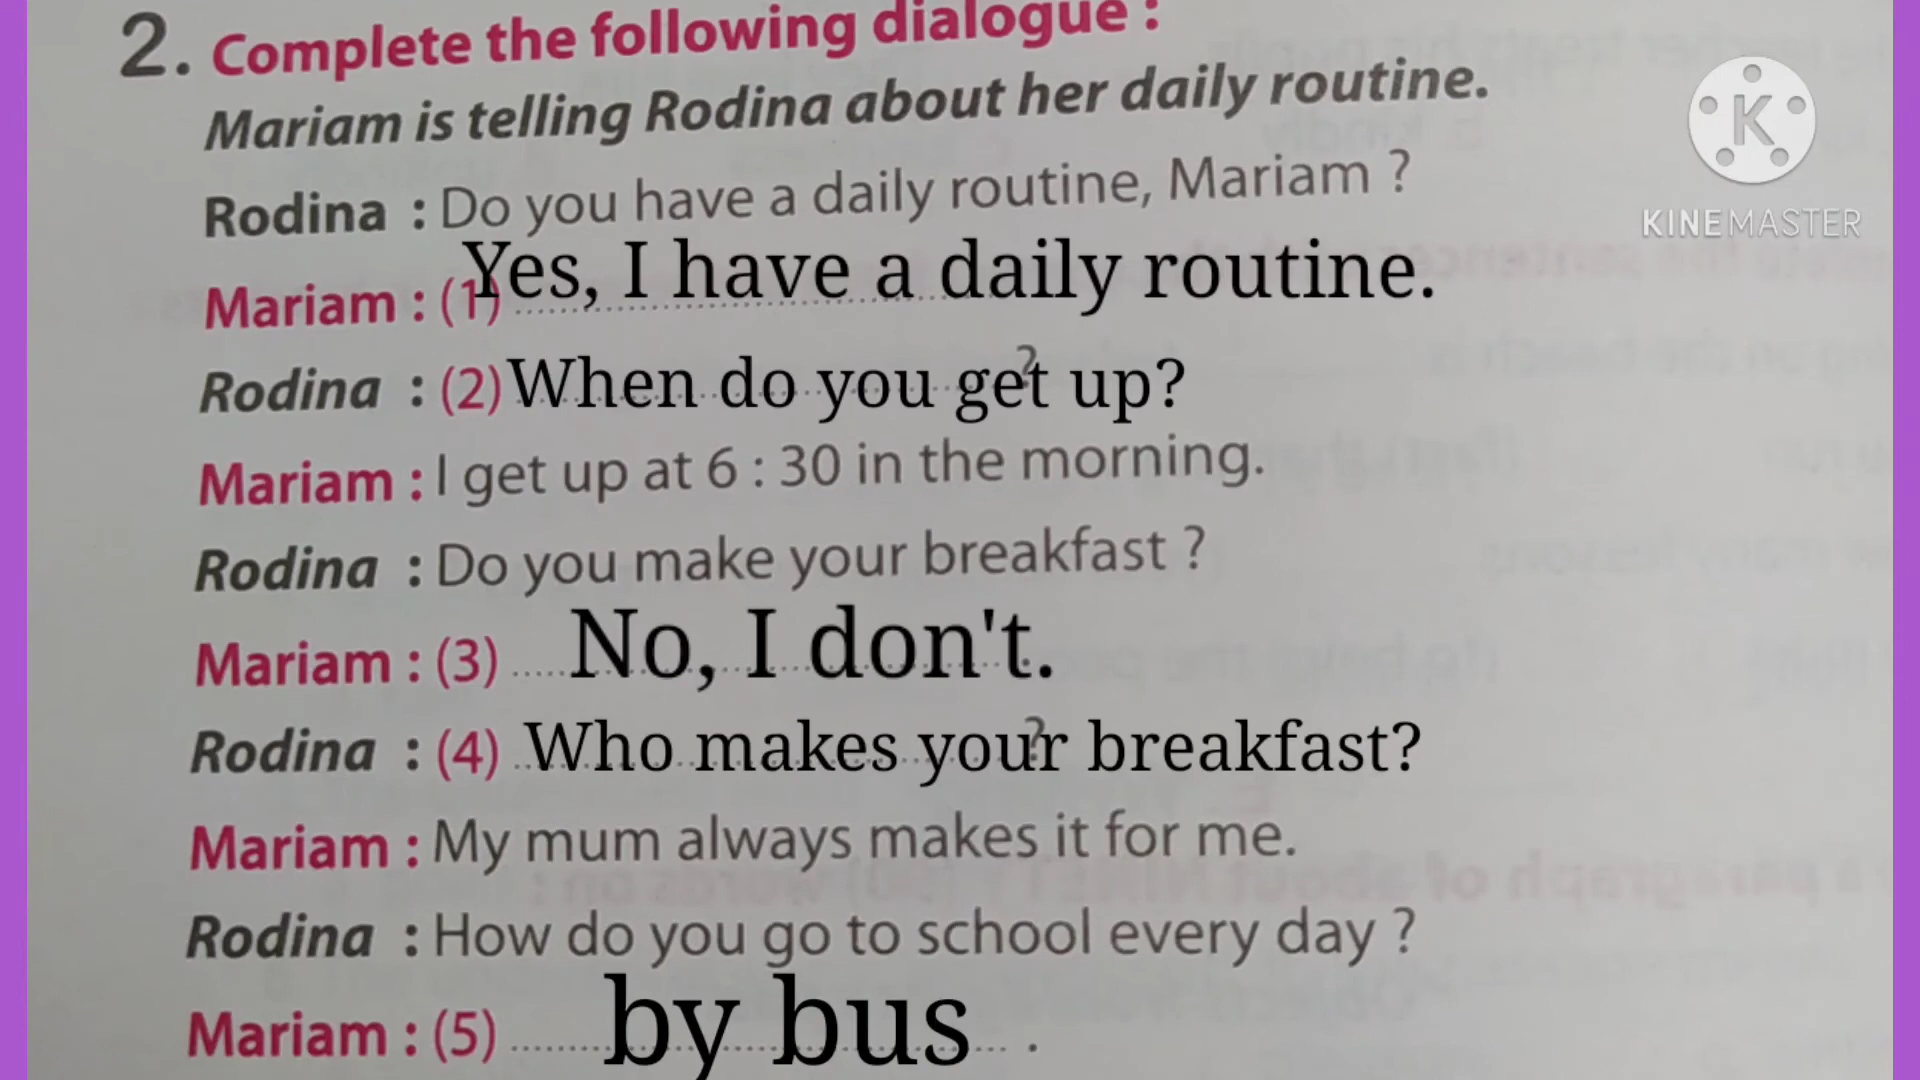 2. Complete the following dialogue :
Mariam is telling Rodina about her daily routine.
Rodina : Do you have a daily routine, Mariam ?
Mariam : (1) Yes, I have a daily routine.
Rodina : (2) When do you get up? ?
Mariam : I get up at 6 : 30 in the morning.
Rodina : Do you make your breakfast ?
Mariam : (3) No, I don't.
Rodina : (4) Who makes your breakfast? ?
Mariam : My mum always makes it for me.
Rodina : How do you go to school every day ?
Mariam : (5) by bus .
K
KINEMASTER